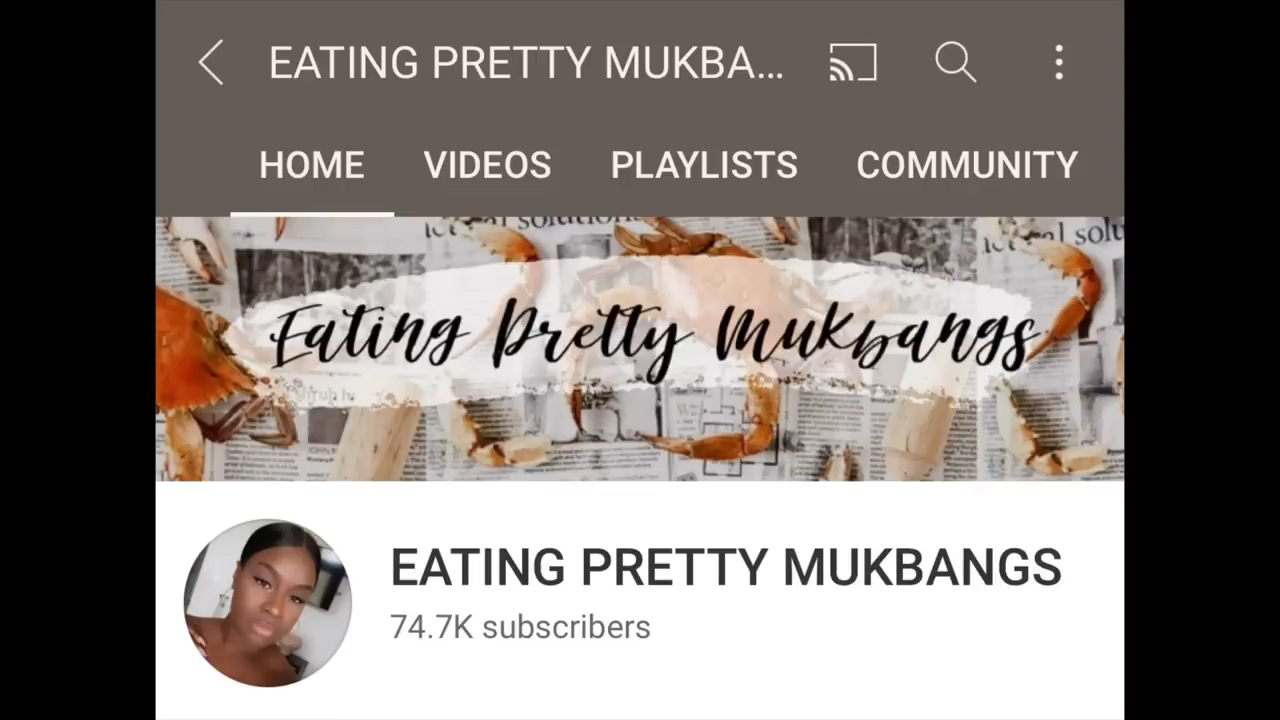 EATING PRETTY MUKBA...
HOME VIDEOS PLAYLISTS COMMUNITY
Eating Pretty Mukbangs
EATING PRETTY MUKBANGS
74.7K subscribers